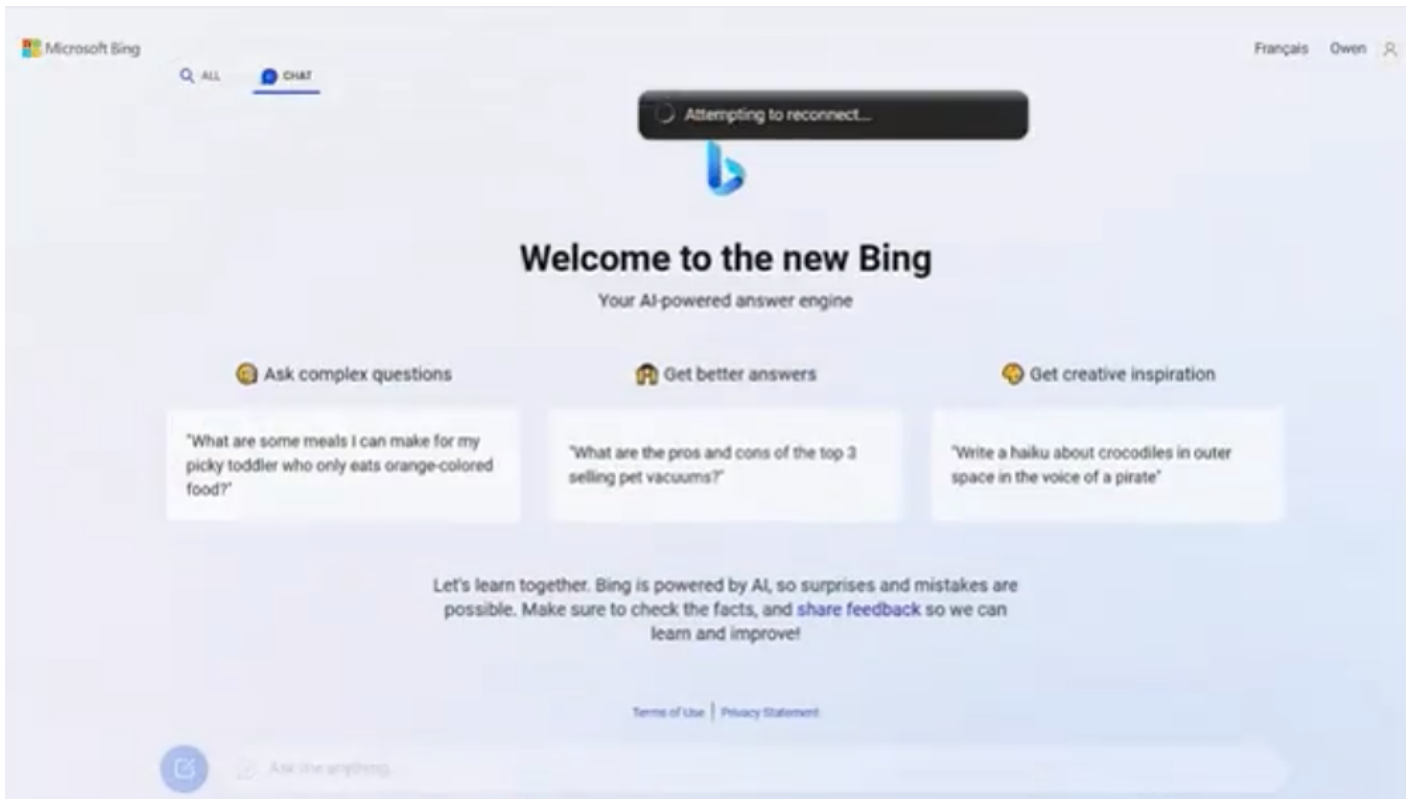 Microsoft Bing
Français Owen
ALL CHAT
Attempting to reconnect...
Welcome to the new Bing
Your AI-powered answer engine
Ask complex questions
Get better answers
Get creative inspiration
"What are some meals I can make for my
picky toddler who only eats orange-colored
food?"
"What are the pros and cons of the top 3
selling pet vacuums?"
"Write a haiku about crocodiles in outer
space in the voice of a pirate"
Let's learn together. Bing is powered by AI, so surprises and mistakes are
possible. Make sure to check the facts, and share feedback so we can
learn and improve!
Terms of Use | Privacy Statement
Ask me anything